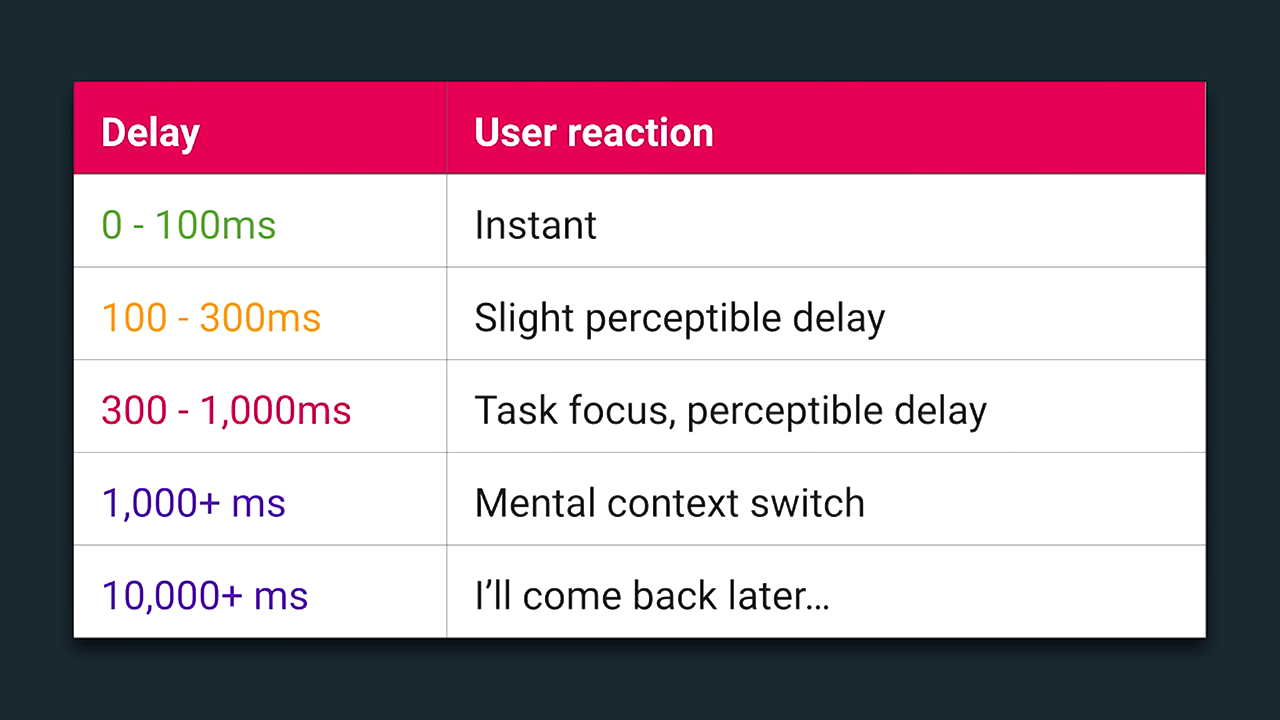 Delay User reaction
0 - 100ms Instant
100 - 300ms Slight perceptible delay
300 - 1,000ms Task focus, perceptible delay
1,000+ ms Mental context switch
10,000+ ms I’ll come back later…